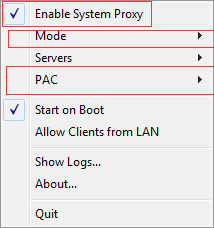 Enable System Proxy
Mode
Servers
PAC
Start on Boot
Allow Clients from LAN
Show Logs...
About...
Quit